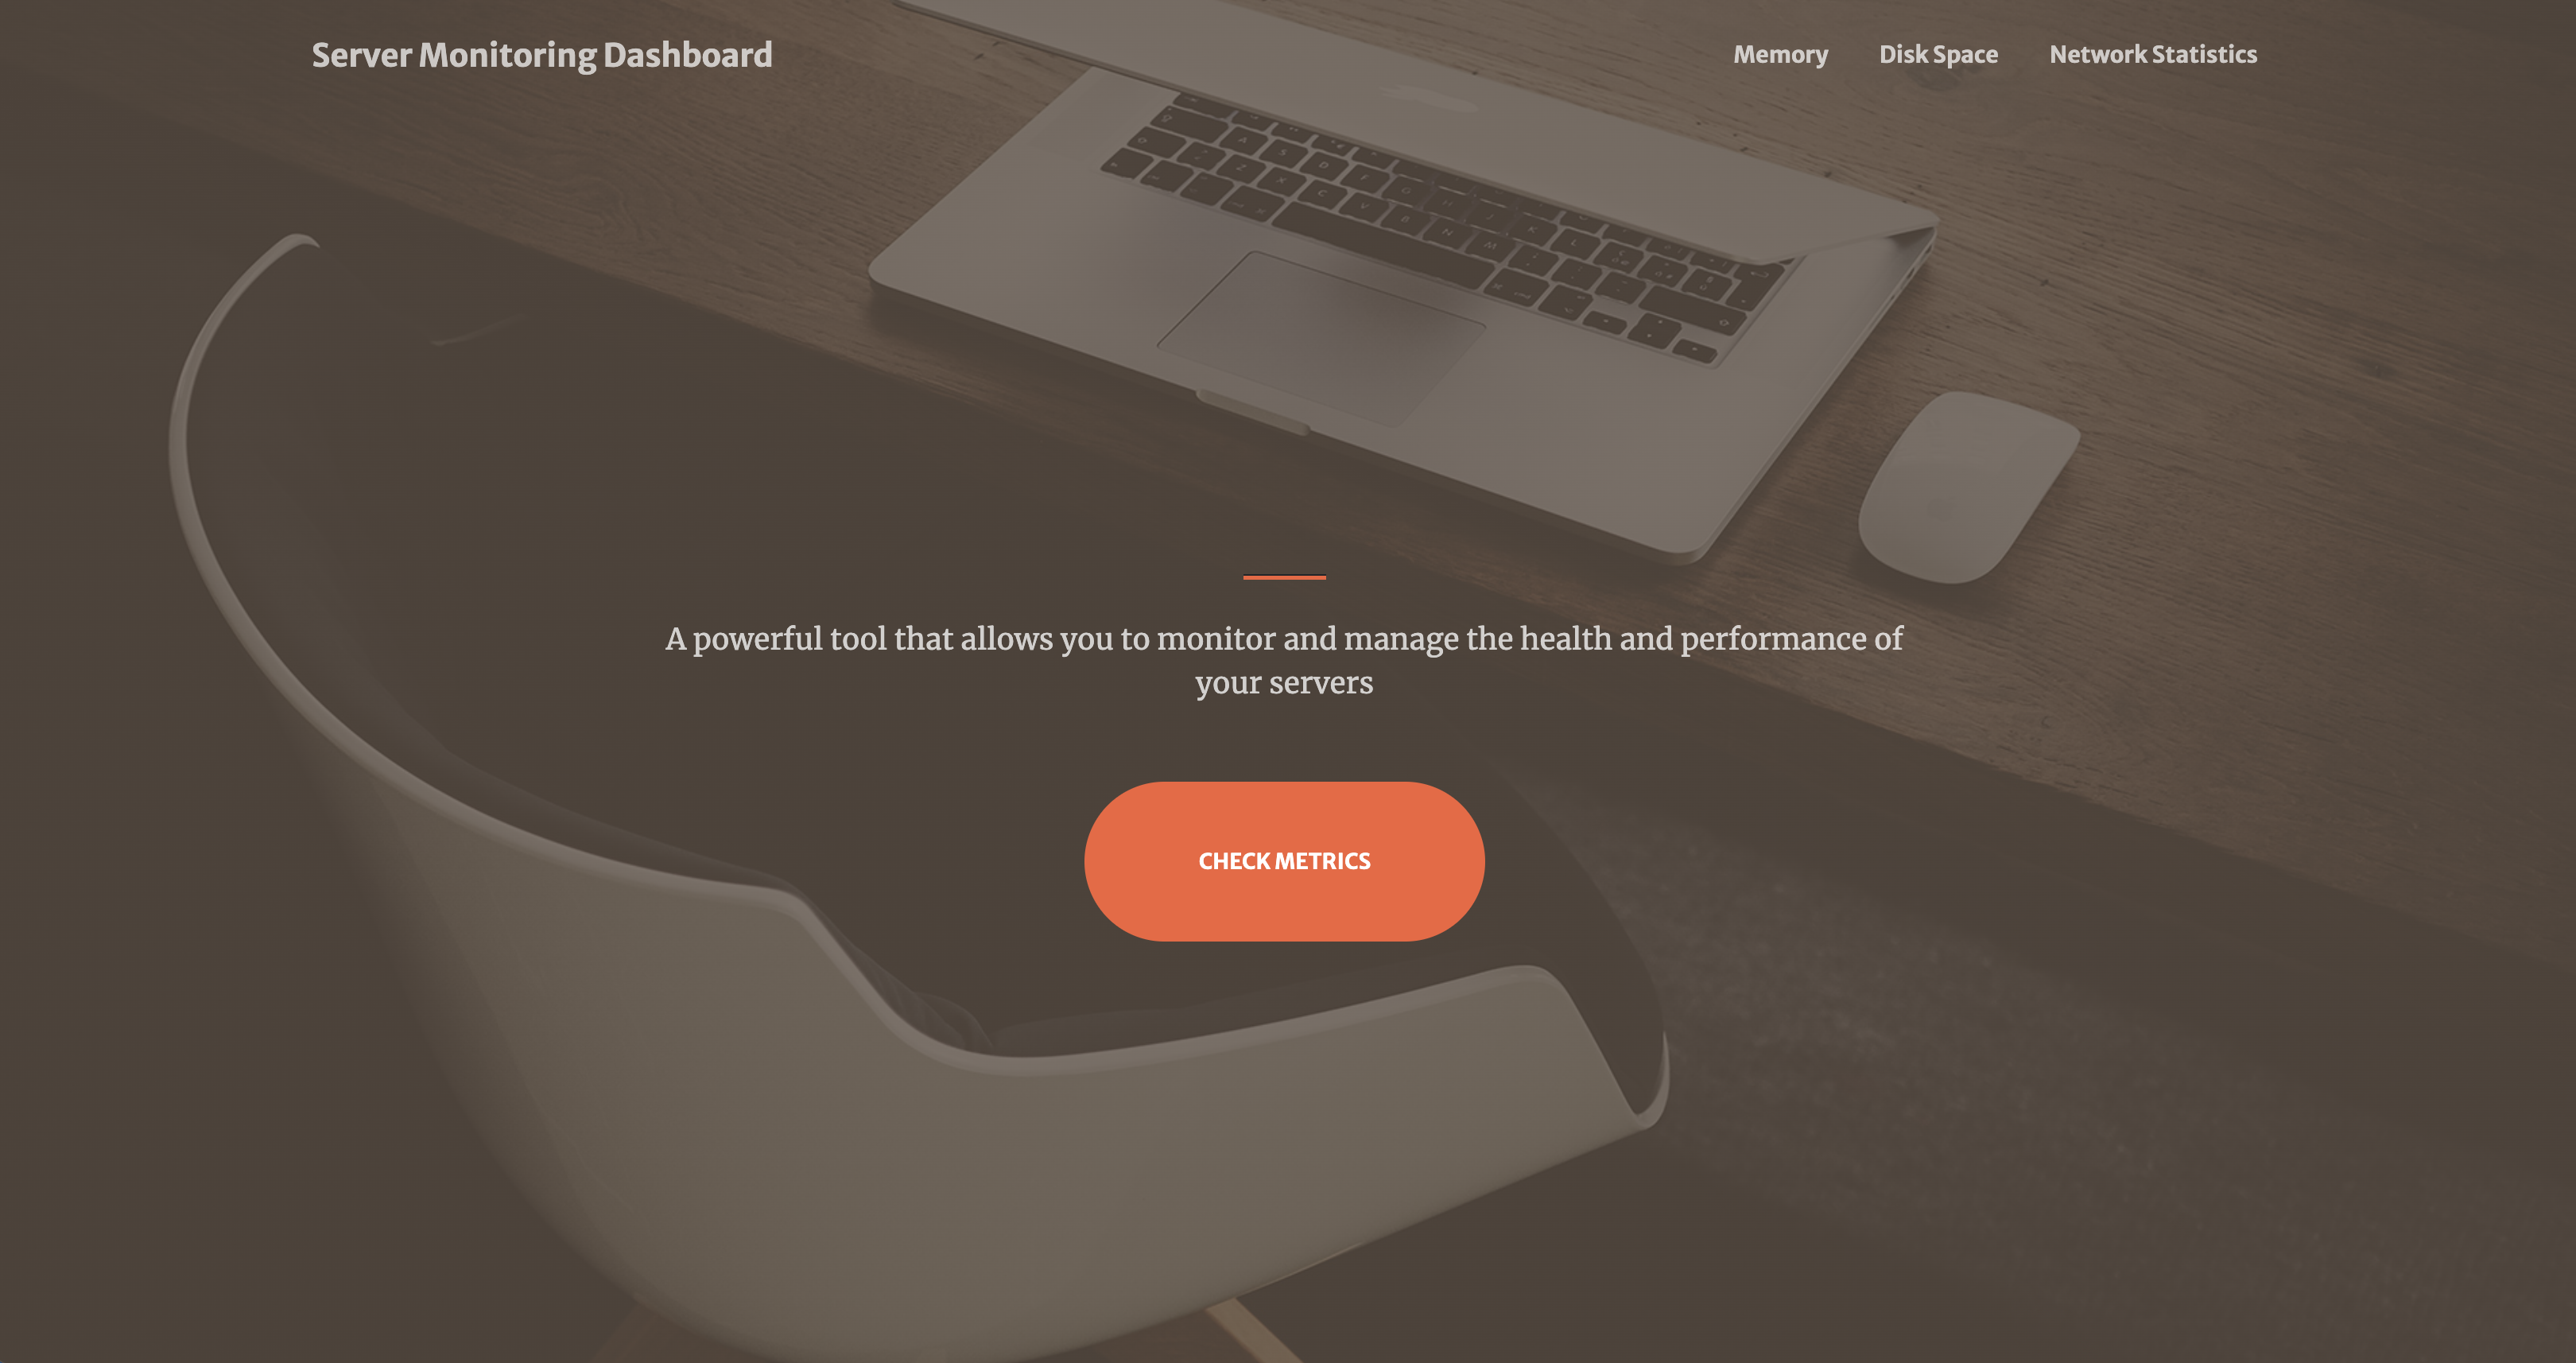 Server Monitoring Dashboard
Memory Disk Space Network Statistics
A powerful tool that allows you to monitor and manage the health and performance of
your servers
CHECK METRICS